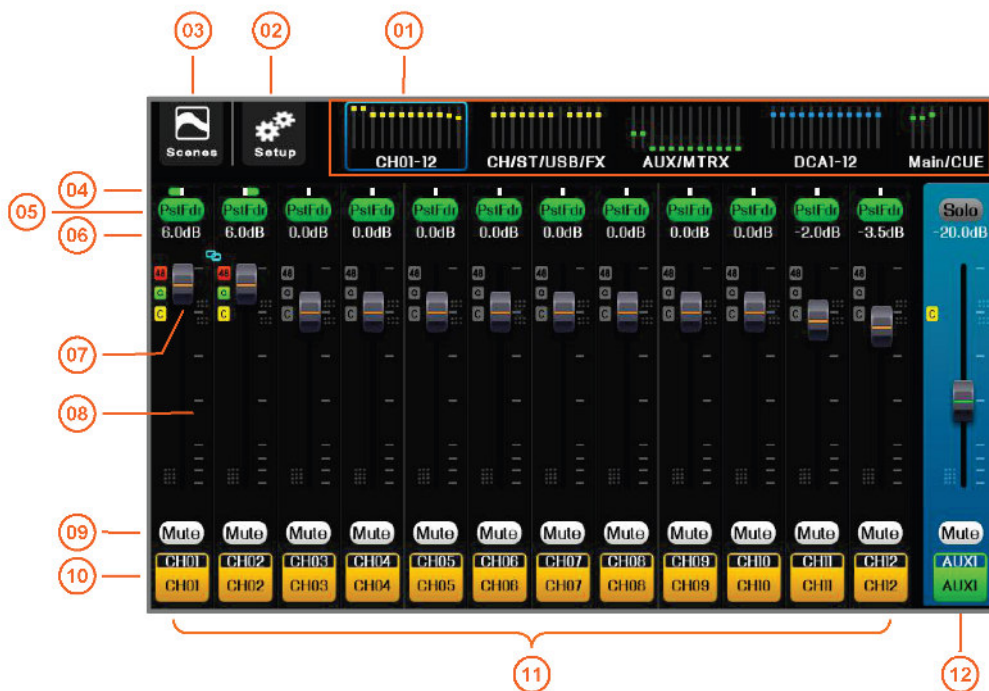 03 02 01
Scenes Setup CH01-12 CH/ST/USB/FX AUX/MTRX DCA1-12 Main/CUE
04
05 PstFdr PstFdr PstFdr PstFdr PstFdr PstFdr PstFdr PstFdr PstFdr PstFdr PstFdr PstFdr Solo
06 6.0dB 6.0dB 0.0dB 0.0dB 0.0dB 0.0dB 0.0dB 0.0dB 0.0dB 0.0dB -2.0dB -3.5dB -20.0dB
48 48 48 48 48 48 48 48 48 48 48 48
G G G G G G G G G G G G
C C C C C C C C C C C C C
07
08
09 Mute Mute Mute Mute Mute Mute Mute Mute Mute Mute Mute Mute Mute
CH01 CH02 CH03 CH04 CH05 CH06 CH07 CH08 CH09 CH10 CH11 CH12 AUX1
10 CH01 CH02 CH03 CH04 CH05 CH06 CH07 CH08 CH09 CH10 CH11 CH12 AUX1
11 12